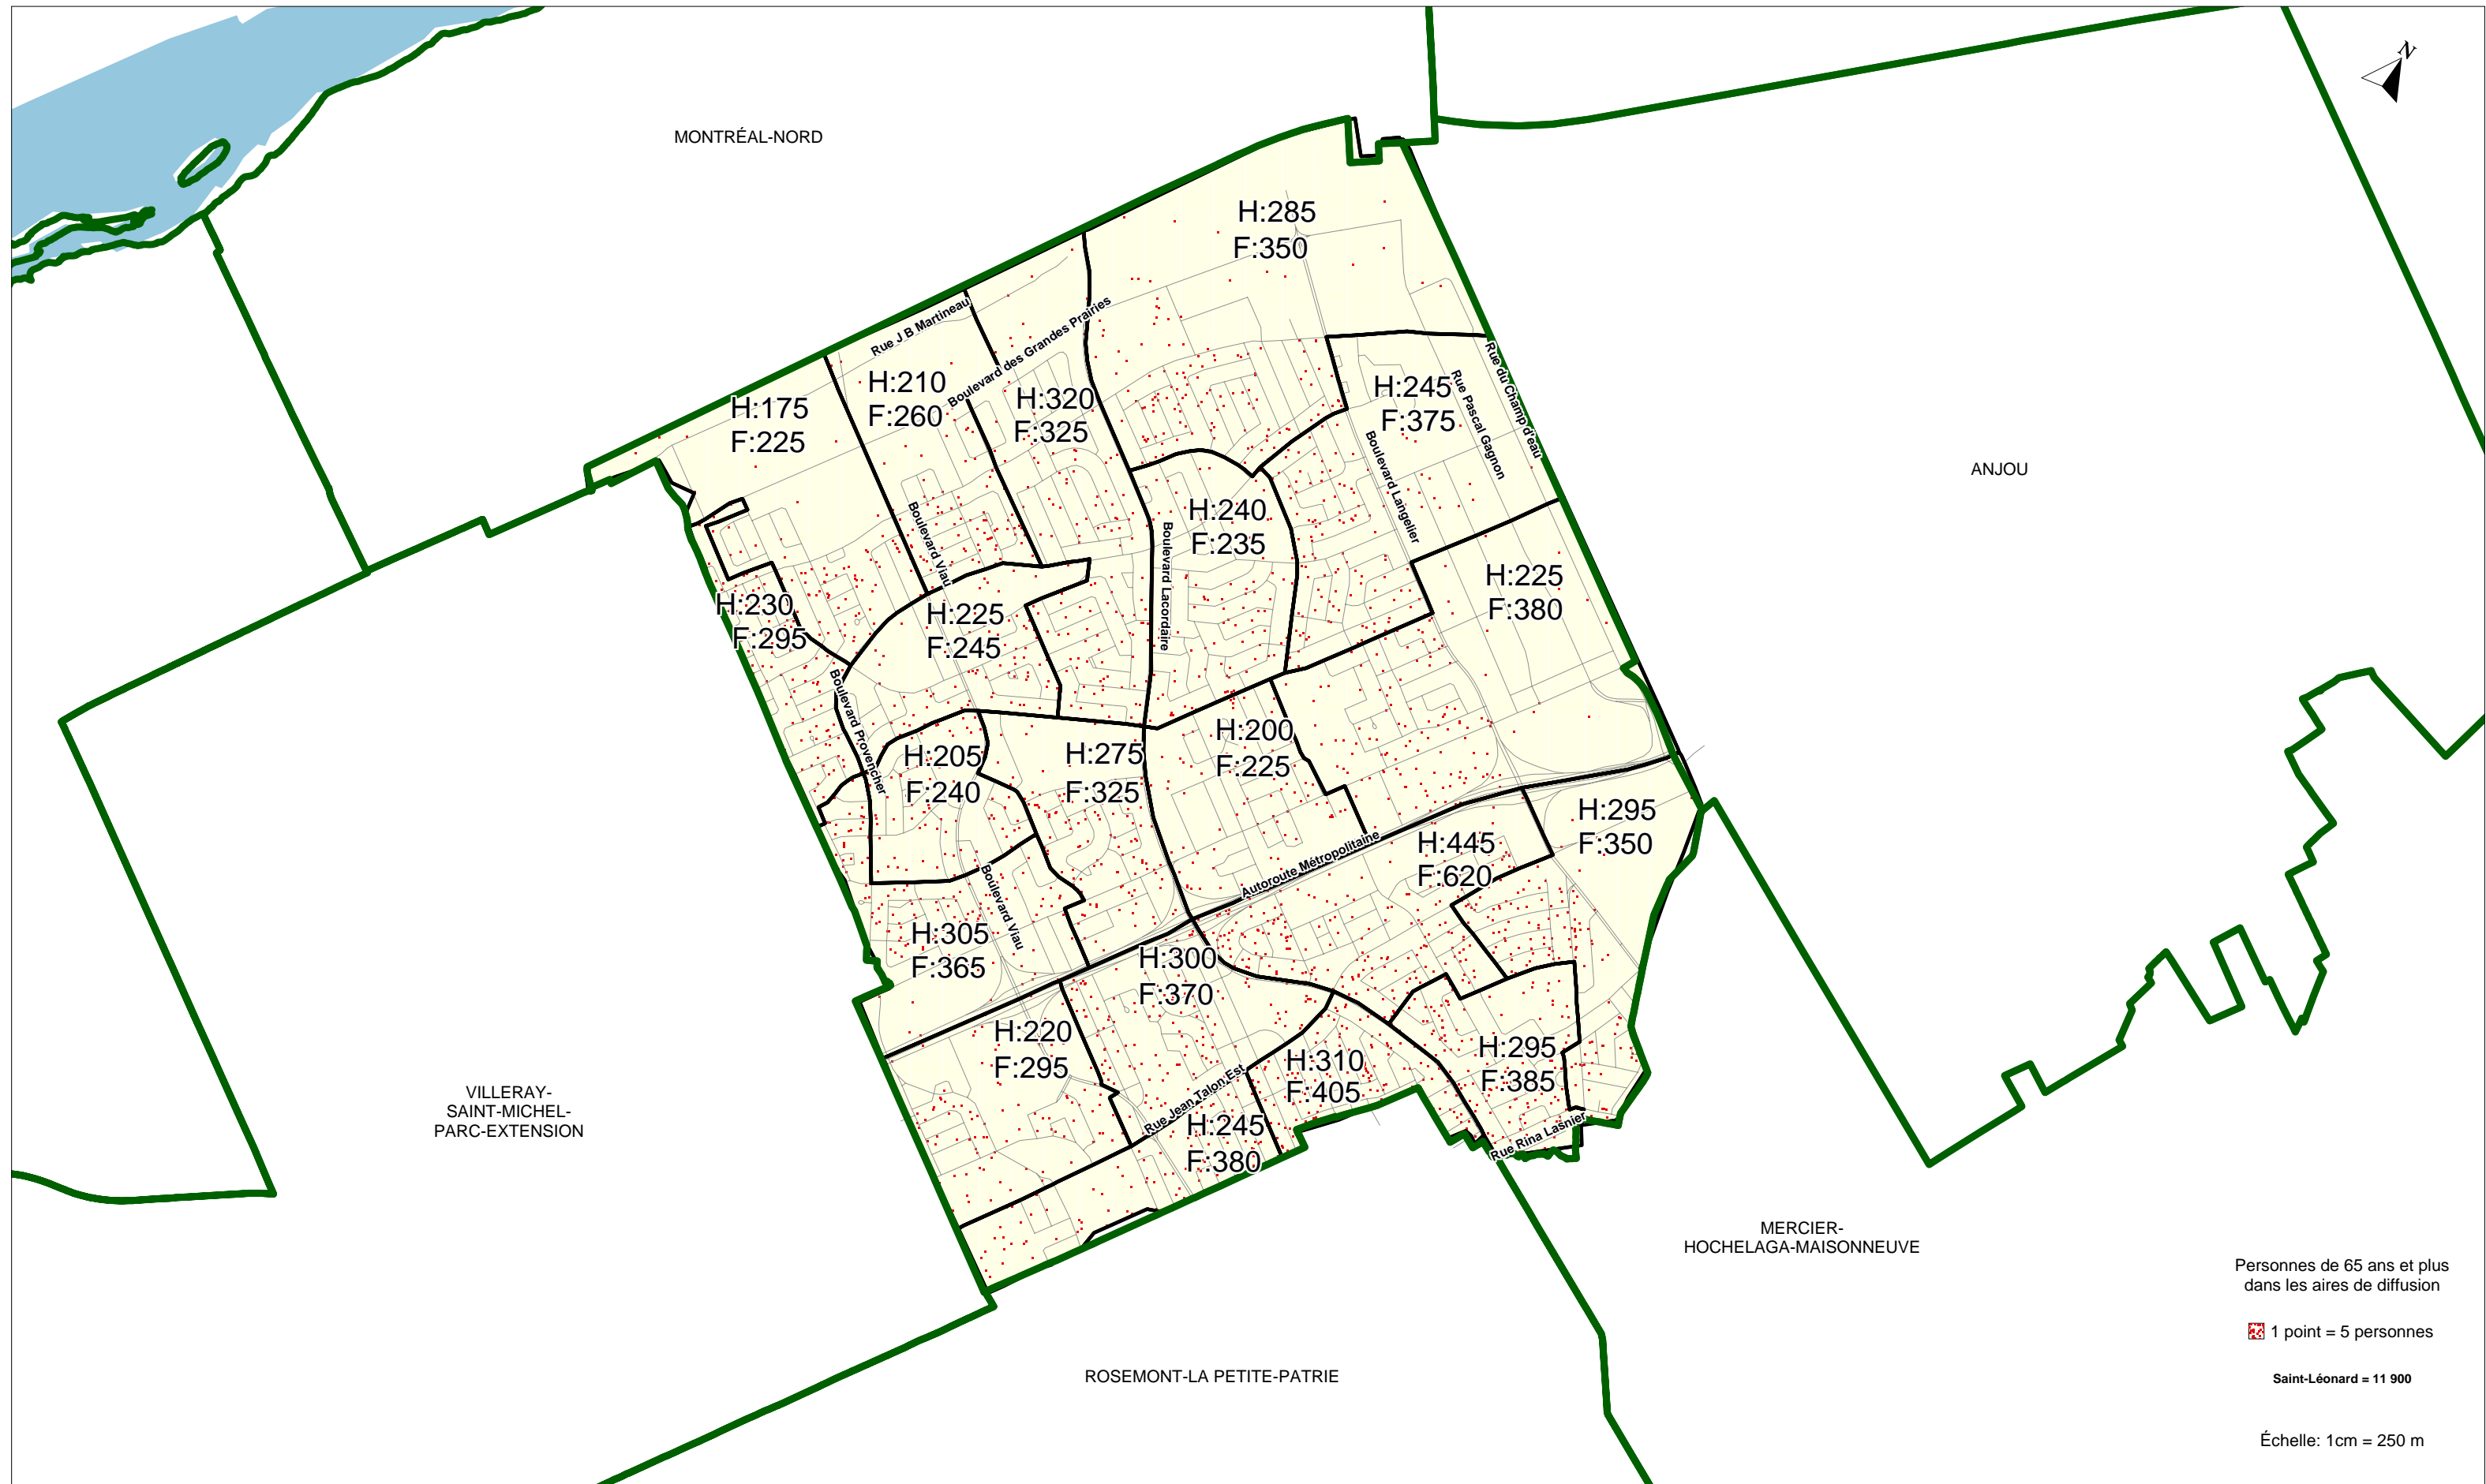 N
MONTRÉAL-NORD
H:285
F:350
Rue J B Martineau
Boulevard des Grandes Prairies
H:210
F:260
H:175
F:225
H:320
F:325
H:245
F:375
Rue Pascal Gagnon
Rue du Champ d'eau
Boulevard Langelier
ANJOU
Boulevard Viau
H:240
F:235
Boulevard Lacordaire
H:225
F:380
H:230
F:295
H:225
F:245
Boulevard Provencher
H:205
F:240
H:275
F:325
H:200
F:225
Autoroute Métropolitaine
H:295
F:350
H:445
F:620
Boulevard Viau
H:305
F:365
H:300
F:370
H:220
F:295
H:310
F:405
H:295
F:385
Rue Jean Talon Est
H:245
F:380
Rue Rina Lasnier
VILLERAY-
SAINT-MICHEL-
PARC-EXTENSION
MERCIER-
HOCHELAGA-MAISONNEUVE
ROSEMONT-LA PETITE-PATRIE
Personnes de 65 ans et plus
dans les aires de diffusion
1 point = 5 personnes
Saint-Léonard = 11 900
Échelle: 1cm = 250 m